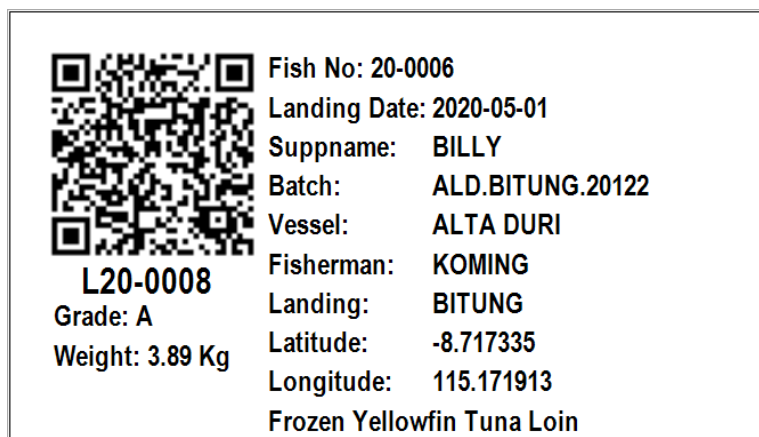 L20-0008
Grade: A
Weight: 3.89 Kg
Fish No: 20-0006
Landing Date: 2020-05-01
Suppname: BILLY
Batch: ALD.BITUNG.20122
Vessel: ALTA DURI
Fisherman: KOMING
Landing: BITUNG
Latitude: -8.717335
Longitude: 115.171913
Frozen Yellowfin Tuna Loin